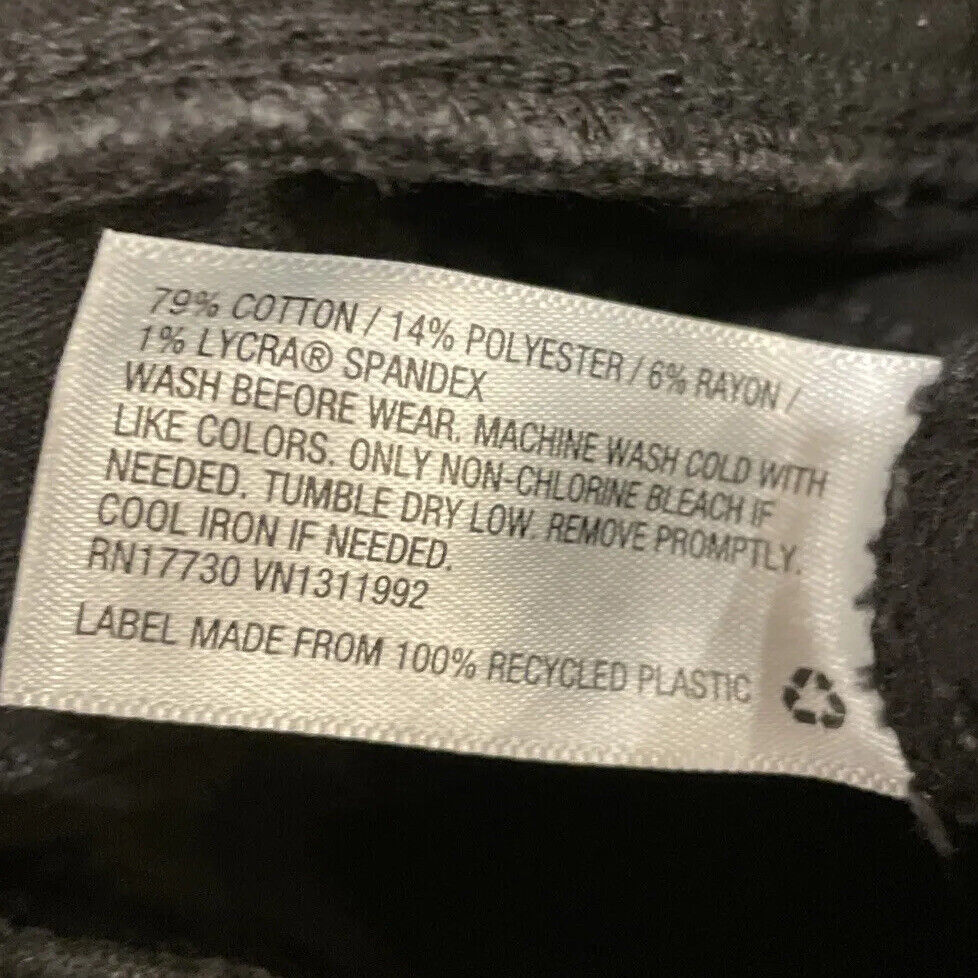 79% COTTON / 14% POLYESTER / 6% RAYON /
1% LYCRA® SPANDEX
WASH BEFORE WEAR. MACHINE WASH COLD WITH
LIKE COLORS. ONLY NON-CHLORINE BLEACH IF
NEEDED. TUMBLE DRY LOW. REMOVE PROMPTLY.
COOL IRON IF NEEDED.
RN17730 VN1311992
LABEL MADE FROM 100% RECYCLED PLASTIC